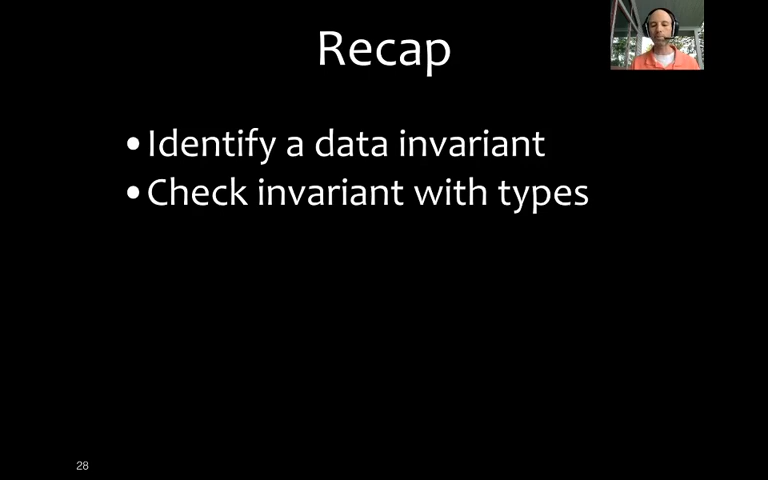 Recap
•Identify a data invariant
•Check invariant with types
28